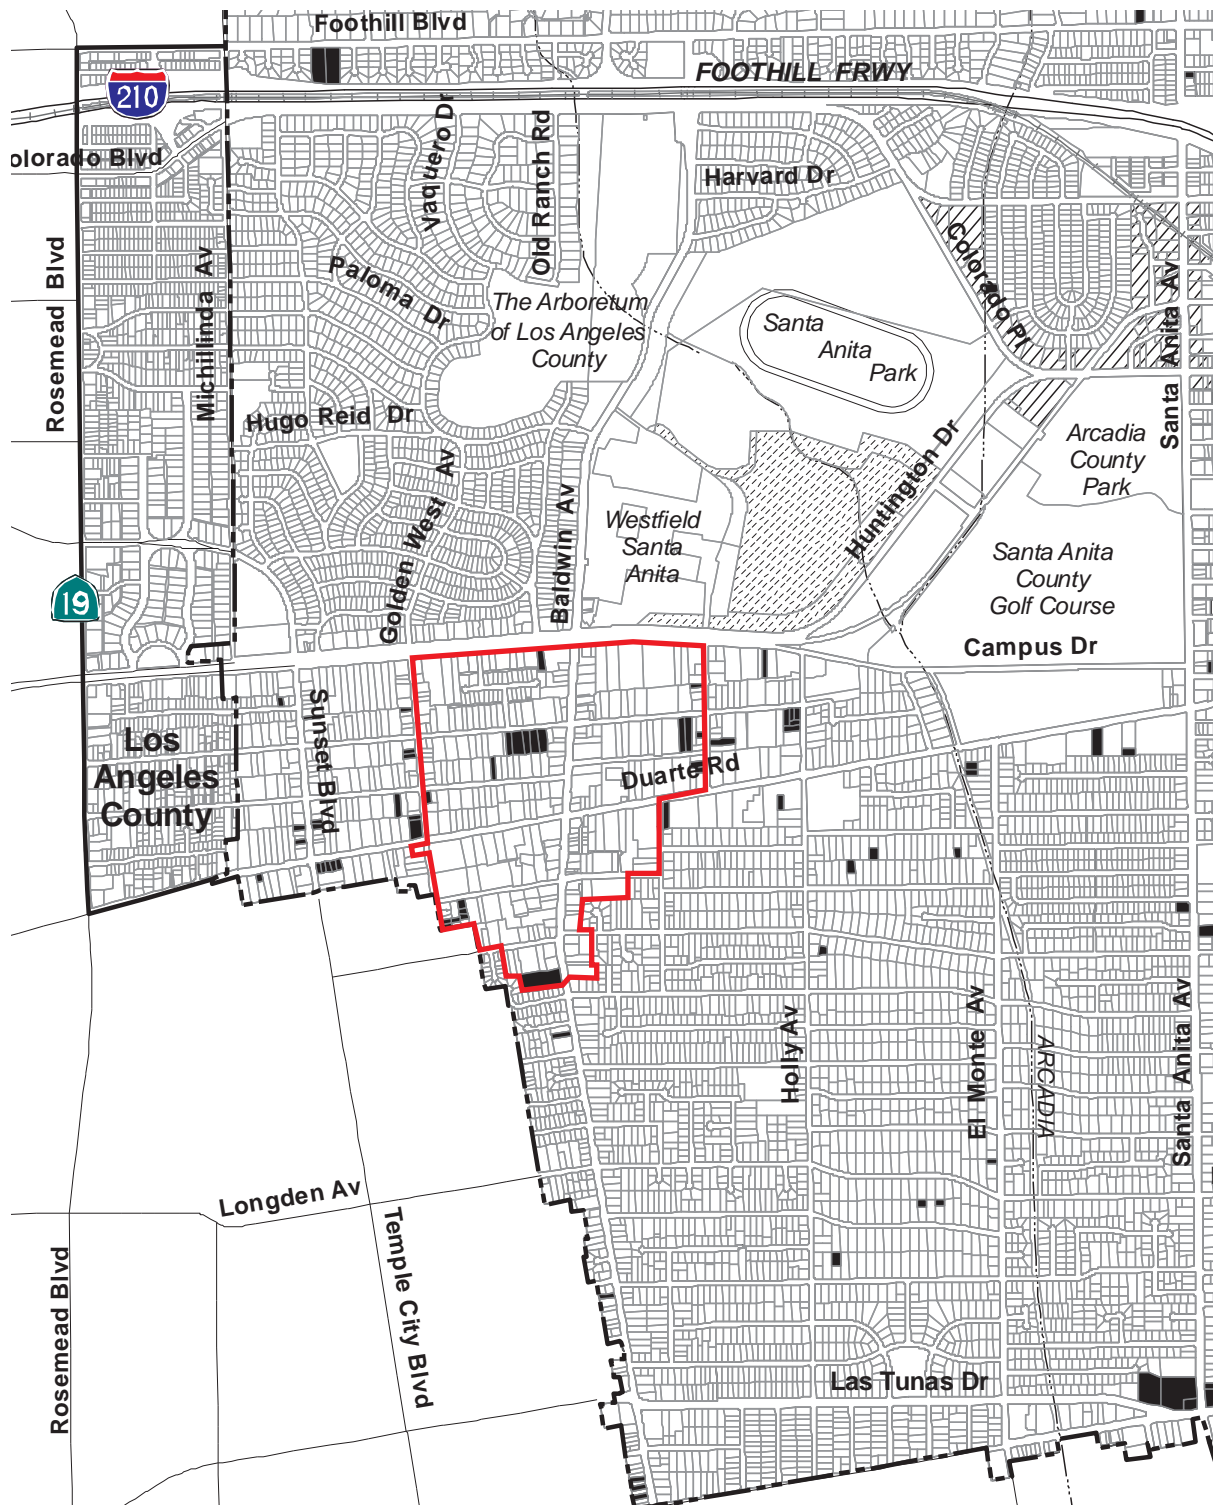 Foothill Blvd
FOOTHILL FRWY
210
olorado Blvd
Vaquero Dr
Old Ranch Rd
Harvard Dr
Rosemead Blvd
Michillinda Av
Paloma Dr
The Arboretum
of Los Angeles
County
Santa
Anita
Park
Colorado Pl
Santa Anita Av
Hugo Reid Dr
Golden West Av
Baldwin Av
Westfield
Santa
Anita
Huntington Dr
Arcadia
County
Park
Santa Anita
County
Golf Course
19
Campus Dr
Los
Angeles
County
Sunset Blvd
Duarte Rd
Holly Av
El Monte Av
ARCADIA
Santa Anita Av
Longden Av
Temple City Blvd
Rosemead Blvd
Las Tunas Dr